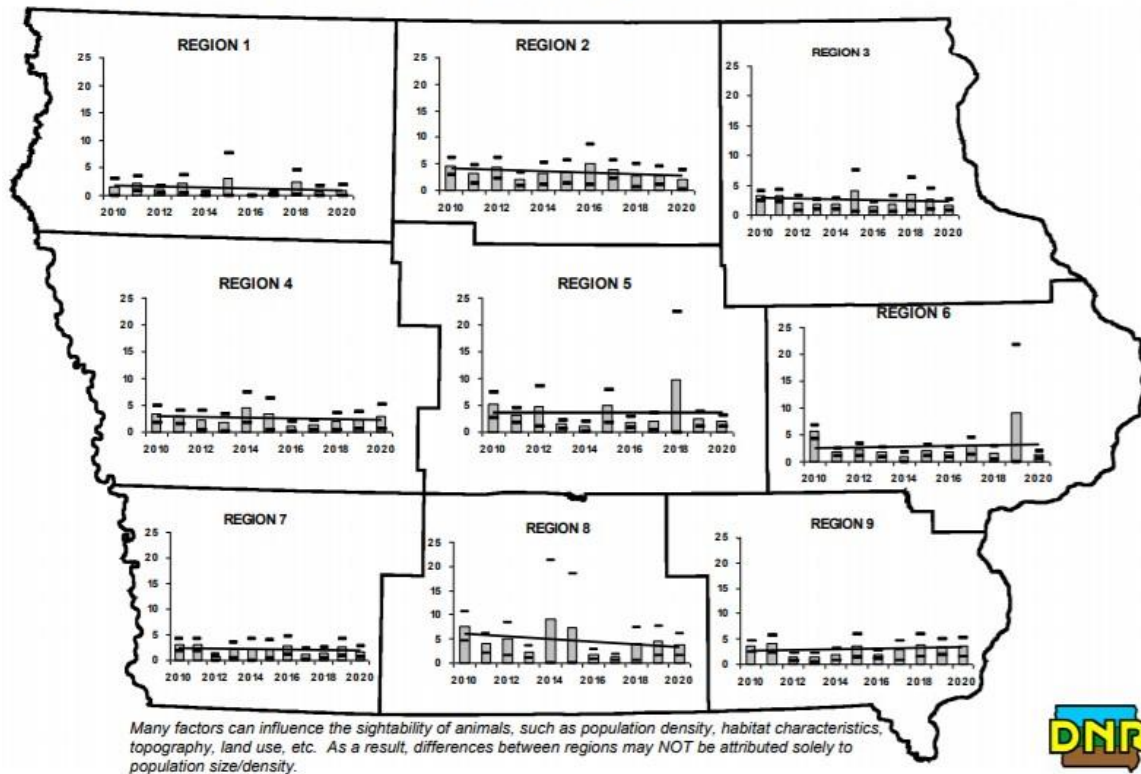 REGION 1
25
20
15
10
5
0
2010 2012 2014 2016 2018 2020
REGION 2
25
20
15
10
5
0
2010 2012 2014 2016 2018 2020
REGION 3
25
20
15
10
5
0
2010 2012 2014 2016 2018 2020
REGION 4
25
20
15
10
5
0
2010 2012 2014 2016 2018 2020
REGION 5
25
20
15
10
5
0
2010 2012 2014 2016 2018 2020
REGION 6
25
20
15
10
5
0
2010 2012 2014 2016 2018 2020
REGION 7
25
20
15
10
5
0
2010 2012 2014 2016 2018 2020
REGION 8
25
20
15
10
5
0
2010 2012 2014 2016 2018 2020
REGION 9
25
20
15
10
5
0
2010 2012 2014 2016 2018 2020
Many factors can influence the sightability of animals, such as population density, habitat characteristics,
topography, land use, etc. As a result, differences between regions may NOT be attributed solely to
population size/density.
DNR